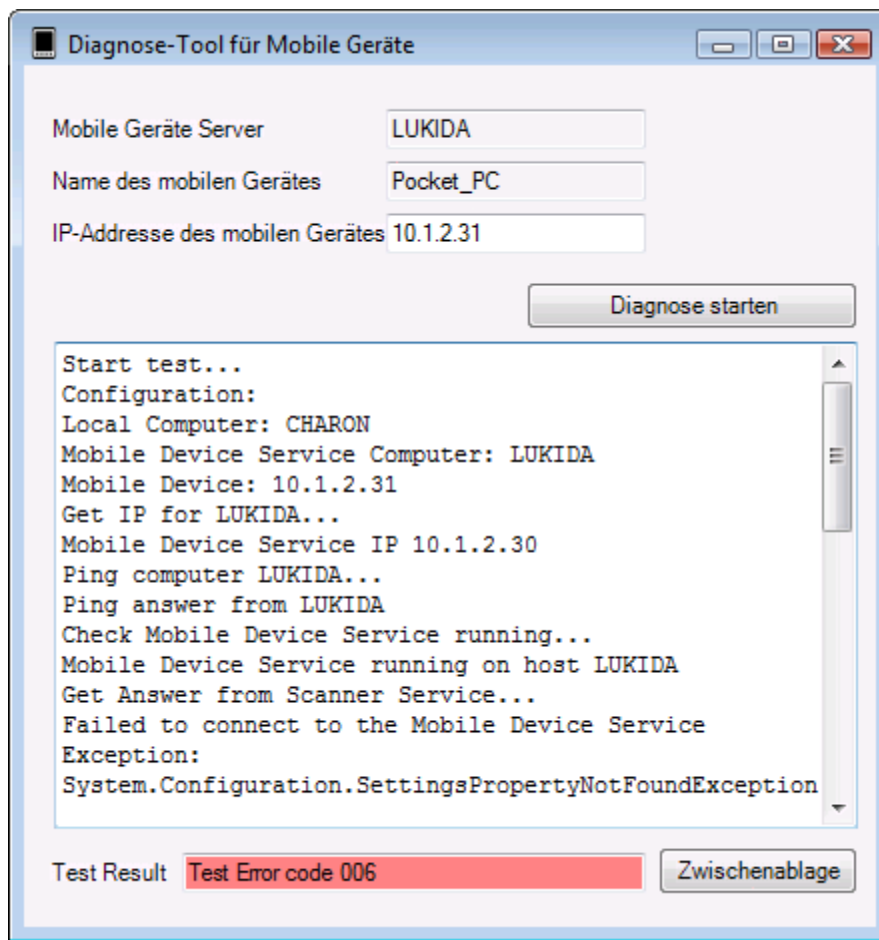 Diagnose-Tool für Mobile Geräte
Mobile Geräte Server LUKIDA
Name des mobilen Gerätes Pocket_PC
IP-Addresse des mobilen Gerätes 10.1.2.31
Diagnose starten
Start test...
Configuration:
Local Computer: CHARON
Mobile Device Service Computer: LUKIDA
Mobile Device: 10.1.2.31
Get IP for LUKIDA...
Mobile Device Service IP 10.1.2.30
Ping computer LUKIDA...
Ping answer from LUKIDA
Check Mobile Device Service running...
Mobile Device Service running on host LUKIDA
Get Answer from Scanner Service...
Failed to connect to the Mobile Device Service
Exception:
System.Configuration.SettingsPropertyNotFoundException
Test Result Test Error code 006 Zwischenablage